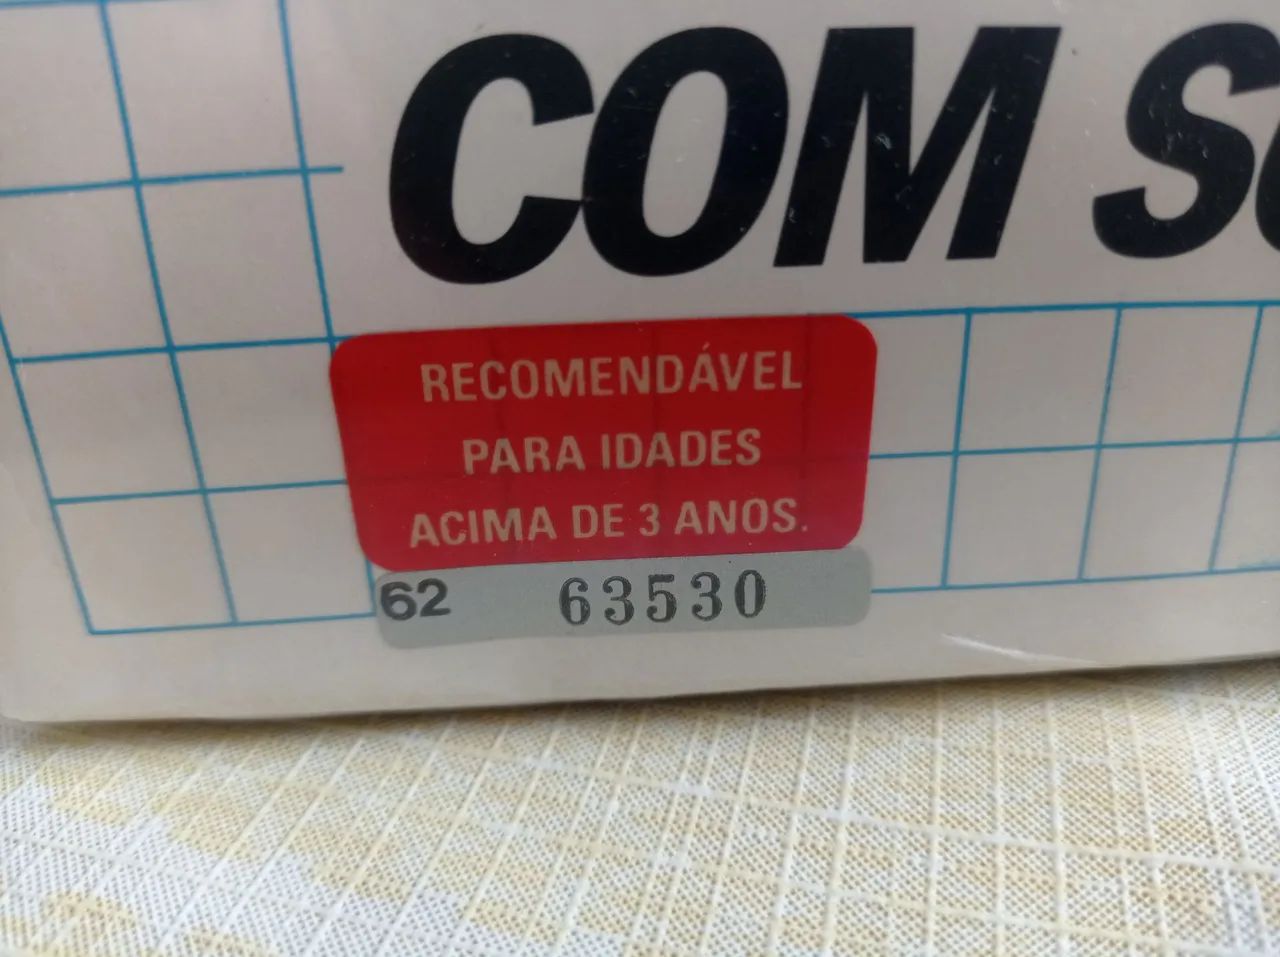 COM S
RECOMENDÁVEL
PARA IDADES
ACIMA DE 3 ANOS.
62 63530